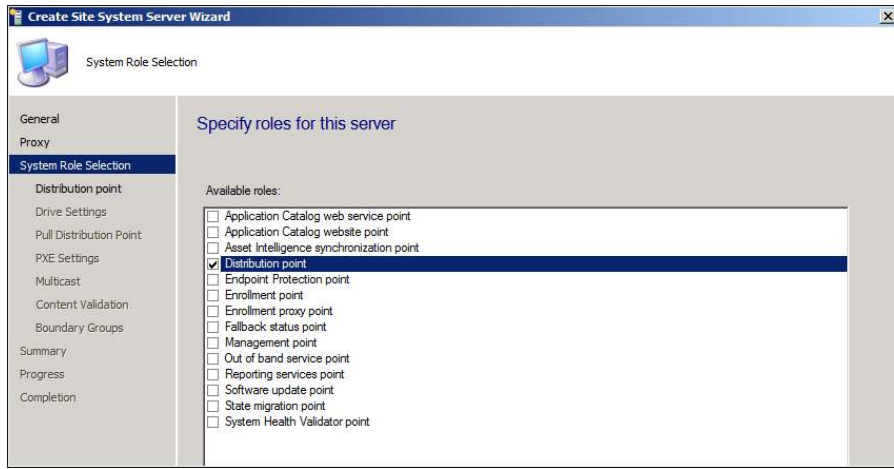 Create Site System Server Wizard
System Role Selection
General
Proxy
System Role Selection
Distribution point
Drive Settings
Pull Distribution Point
PXE Settings
Multicast
Content Validation
Boundary Groups
Summary
Progress
Completion
Specify roles for this server
Available roles:
Application Catalog web service point
Application Catalog website point
Asset Intelligence synchronization point
Distribution point
Endpoint Protection point
Enrollment point
Enrollment proxy point
Fallback status point
Management point
Out of band service point
Reporting services point
Software update point
State migration point
System Health Validator point